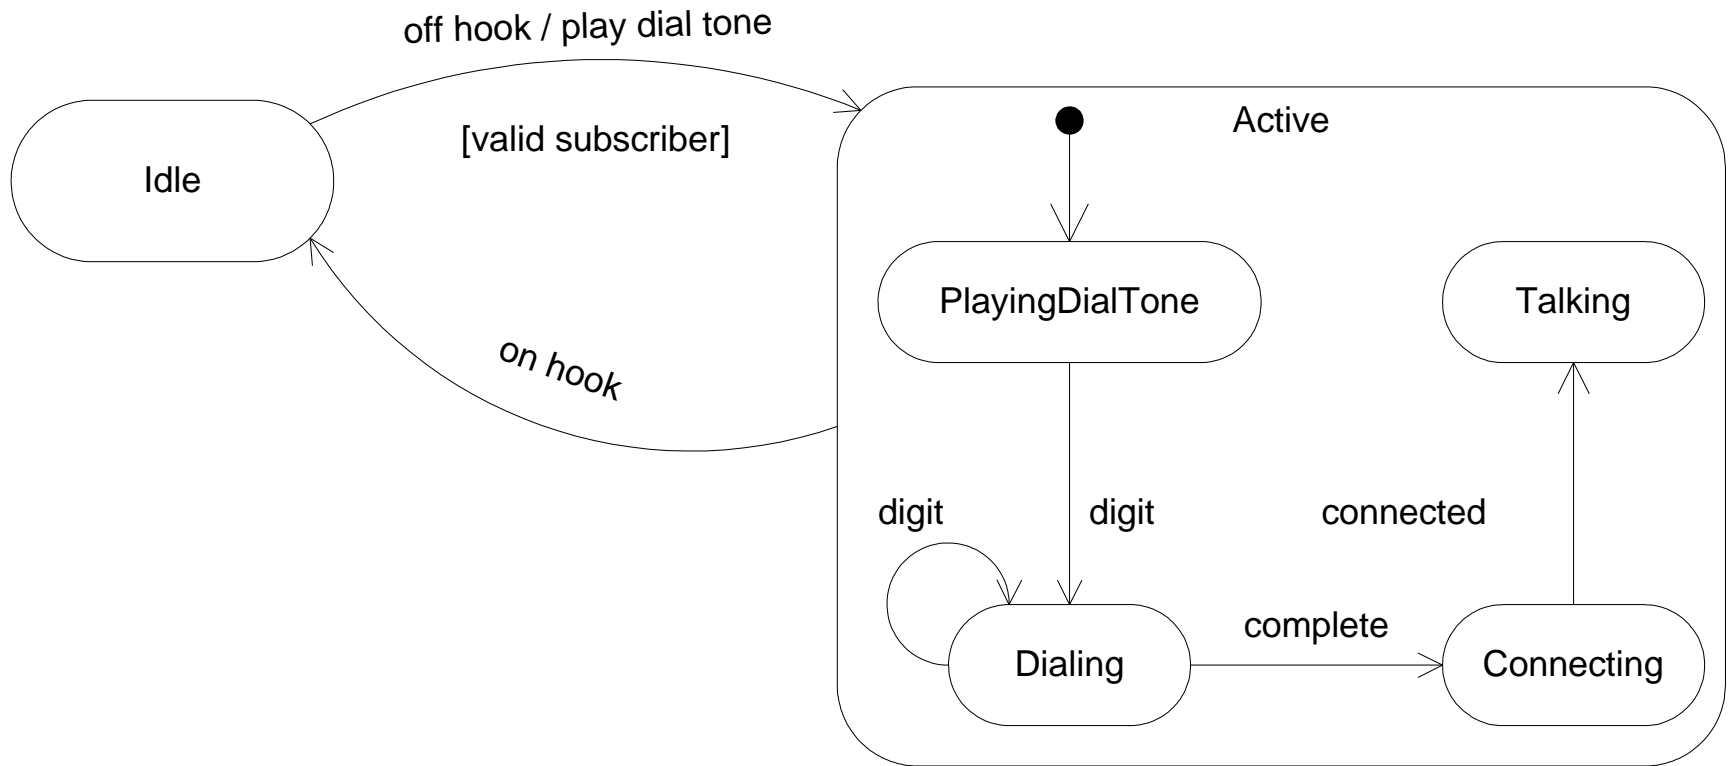 off hook / play dial tone
[valid subscriber]
Active
Idle
PlayingDialTone
Talking
on hook
digit
digit
connected
complete
Dialing
Connecting